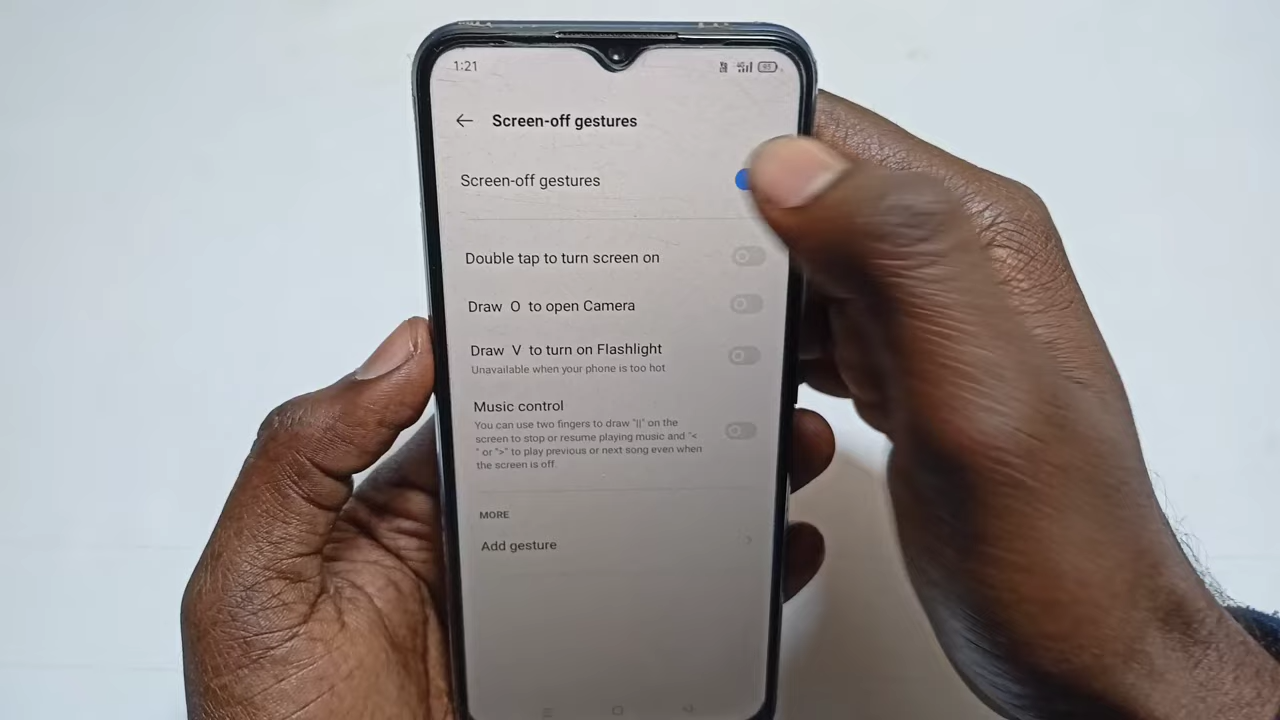 1:21
Screen-off gestures
Screen-off gestures
Double tap to turn screen on
Draw O to open Camera
Draw V to turn on Flashlight
Unavailable when your phone is too hot
Music control
You can use two fingers to draw "||" on the
screen to stop or resume playing music and "<
" or ">" to play previous or next song even when
the screen is off.
MORE
Add gesture